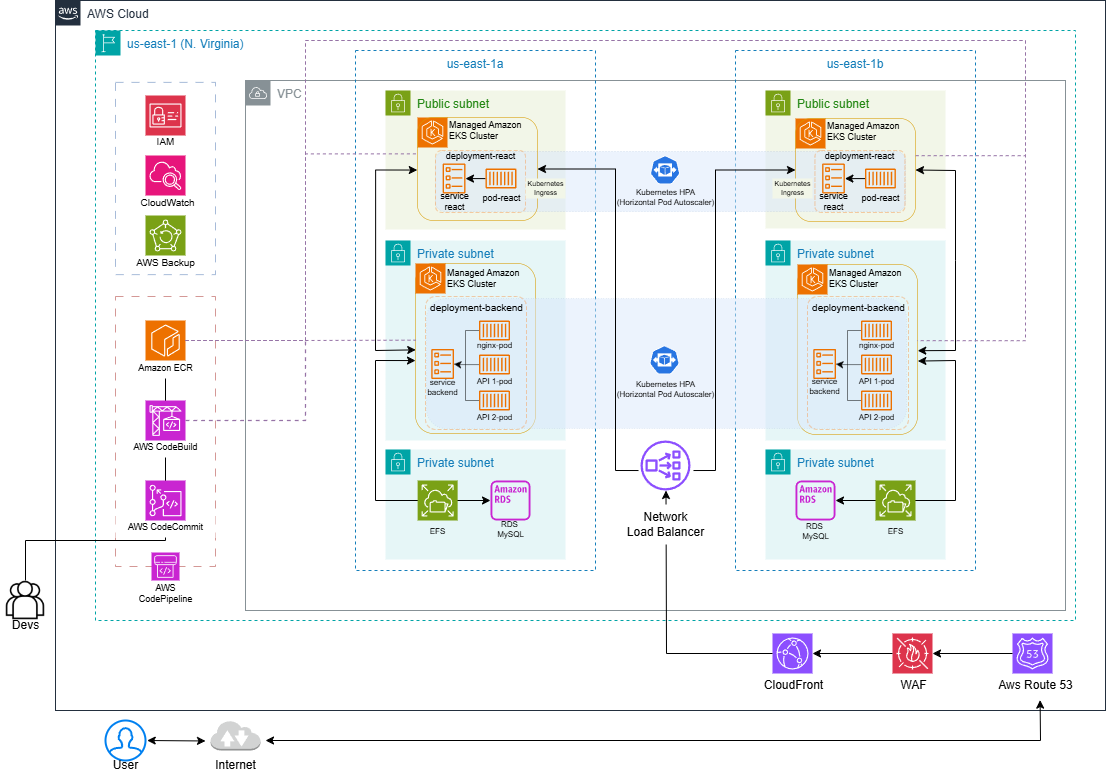 aws
AWS Cloud
us-east-1 (N. Virginia)
IAM
CloudWatch
AWS Backup
Amazon ECR
AWS CodeBuild
AWS CodeCommit
AWS
CodePipeline
Devs
VPC
us-east-1a
Public subnet
Managed Amazon
EKS Cluster
deployment-react
service
react
pod-react
Kubernetes
Ingress
Private subnet
Managed Amazon
EKS Cluster
deployment-backend
nginx-pod
API 1-pod
API 2-pod
service
backend
Private subnet
EFS
Amazon
RDS
RDS
MySQL
Kubernetes HPA
(Horizontal Pod Autoscaler)
Kubernetes HPA
(Horizontal Pod Autoscaler)
Network
Load Balancer
us-east-1b
Public subnet
Managed Amazon
EKS Cluster
deployment-react
Kubernetes
Ingress
service
react
pod-react
Private subnet
Managed Amazon
EKS Cluster
deployment-backend
nginx-pod
API 1-pod
API 2-pod
service
backend
Private subnet
Amazon
RDS
RDS
MySQL
EFS
CloudFront
WAF
53
Aws Route 53
User
Internet